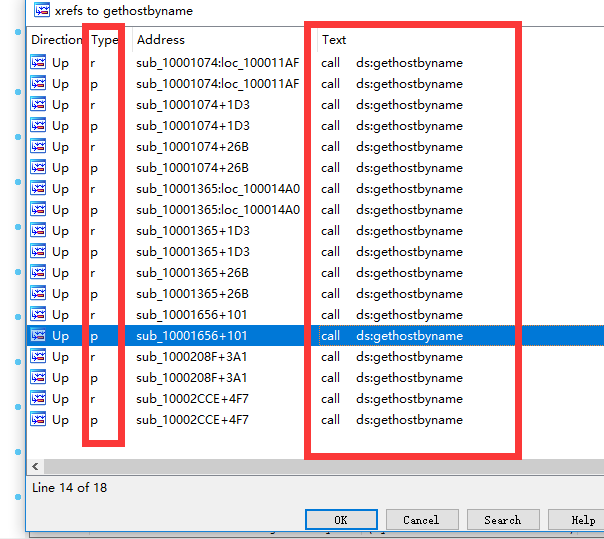 xrefs to gethostbyname
Direction Type Address Text
Up r sub_10001074:loc_100011AF call ds:gethostbyname
Up p sub_10001074:loc_100011AF call ds:gethostbyname
Up r sub_10001074+1D3 call ds:gethostbyname
Up p sub_10001074+1D3 call ds:gethostbyname
Up r sub_10001074+26B call ds:gethostbyname
Up p sub_10001074+26B call ds:gethostbyname
Up r sub_10001365:loc_100014A0 call ds:gethostbyname
Up p sub_10001365:loc_100014A0 call ds:gethostbyname
Up r sub_10001365+1D3 call ds:gethostbyname
Up p sub_10001365+1D3 call ds:gethostbyname
Up r sub_10001365+26B call ds:gethostbyname
Up p sub_10001365+26B call ds:gethostbyname
Up r sub_10001656+101 call ds:gethostbyname
Up p sub_10001656+101 call ds:gethostbyname
Up r sub_1000208F+3A1 call ds:gethostbyname
Up p sub_1000208F+3A1 call ds:gethostbyname
Up r sub_10002CCE+4F7 call ds:gethostbyname
Up p sub_10002CCE+4F7 call ds:gethostbyname
Line 14 of 18
OK Cancel Search Help